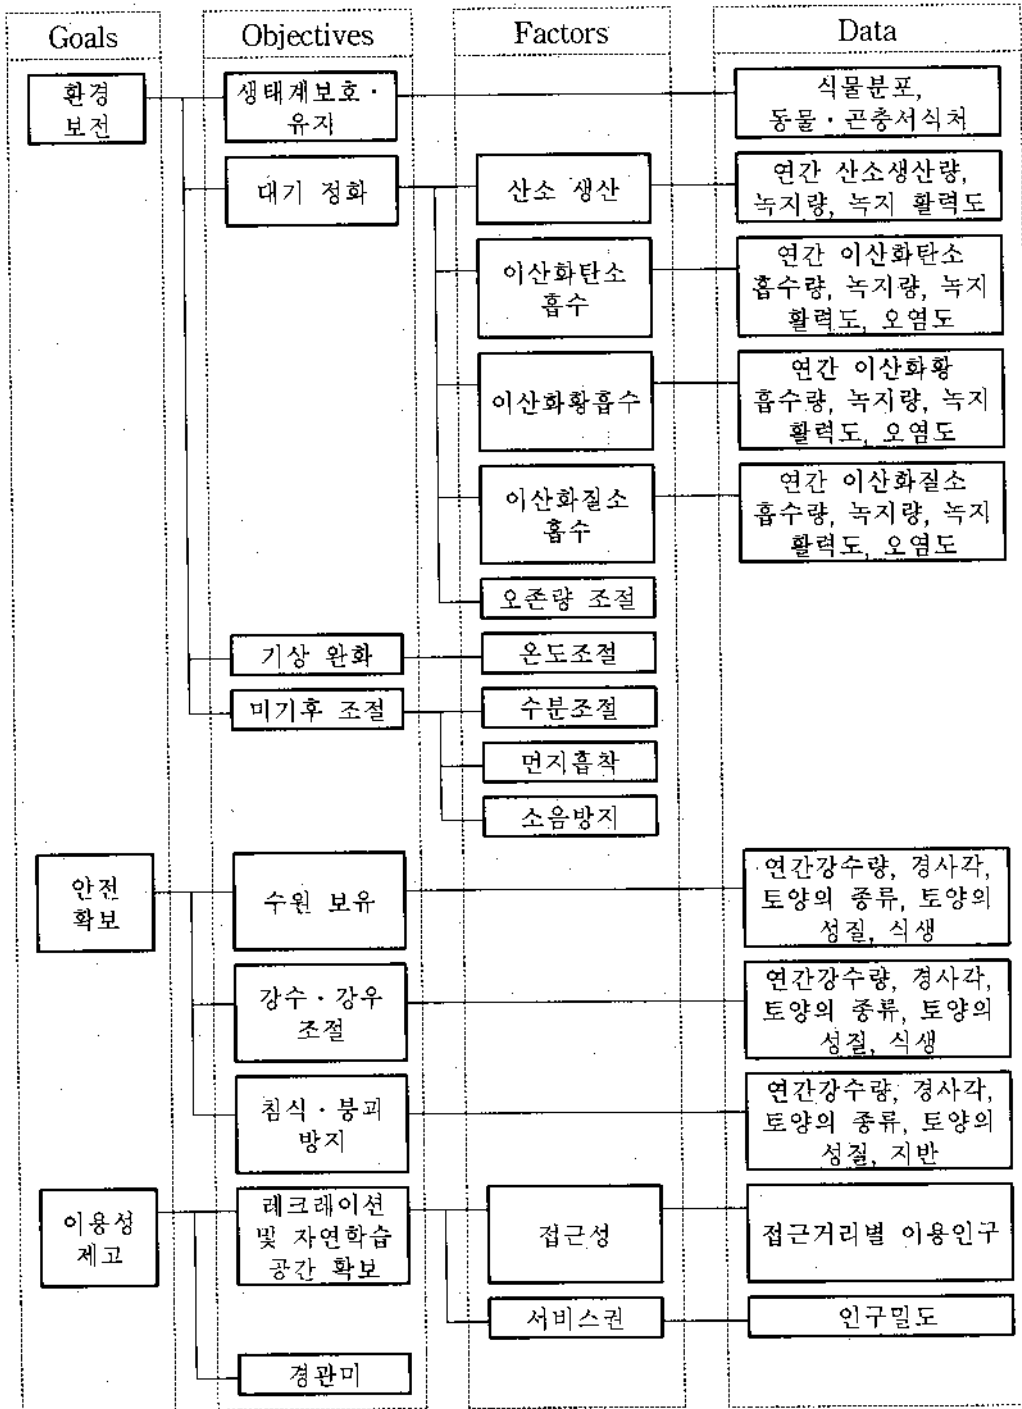 Goals
Objectives
Factors
Data
환경
보전
생태계보호·
유지
식물분포,
동물·곤충서식처
대기 정화
산소 생산
연간 산소생산량,
녹지량, 녹지 활력도
이산화탄소
흡수
연간 이산화탄소
흡수량, 녹지량, 녹지
활력도, 오염도
이산화황흡수
연간 이산화황
흡수량, 녹지량, 녹지
활력도, 오염도
이산화질소
흡수
연간 이산화질소
흡수량, 녹지량, 녹지
활력도, 오염도
오존량 조절
기상 완화
온도조절
미기후 조절
수분조절
먼지흡착
소음방지
안전
확보
수원 보유
연간강수량, 경사각,
토양의 종류, 토양의
성질, 식생
강수·강우
조절
연간강수량, 경사각,
토양의 종류, 토양의
성질, 식생
침식·붕괴
방지
연간강수량, 경사각,
토양의 종류, 토양의
성질, 지반
이용성
제고
레크레이션
및 자연학습
공간 확보
접근성
접근거리별 이용인구
서비스권
인구밀도
경관미